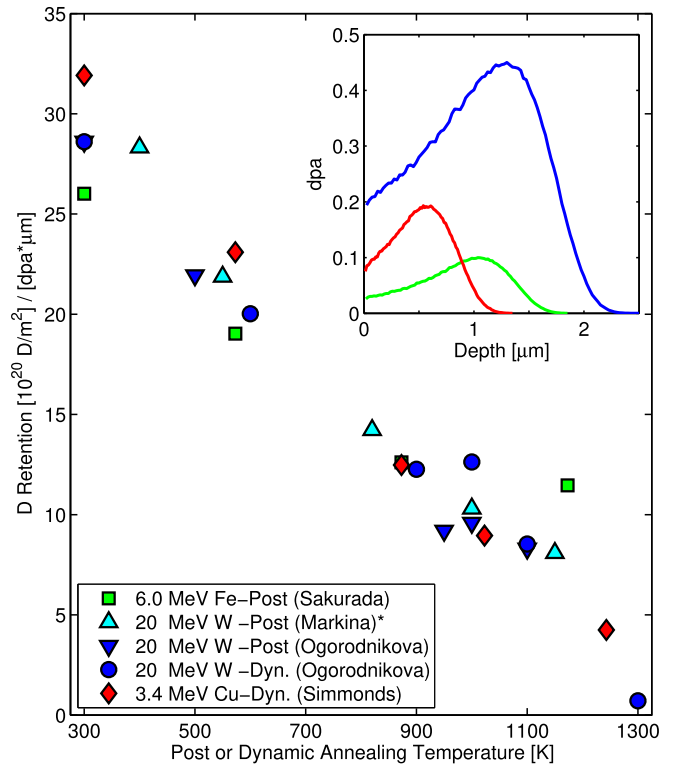 35
30
25
20
15
10
5
0
D Retention [10²⁰ D/m²] / [dpa*μm]
300
500
700
900
1100
1300
Post or Dynamic Annealing Temperature [K]
0.5
0.4
0.3
0.2
0.1
0
dpa
0
1
2
Depth [μm]
6.0 MeV Fe−Post (Sakurada)
20 MeV W −Post (Markina)*
20 MeV W −Post (Ogorodnikova)
20 MeV W −Dyn. (Ogorodnikova)
3.4 MeV Cu−Dyn. (Simmonds)